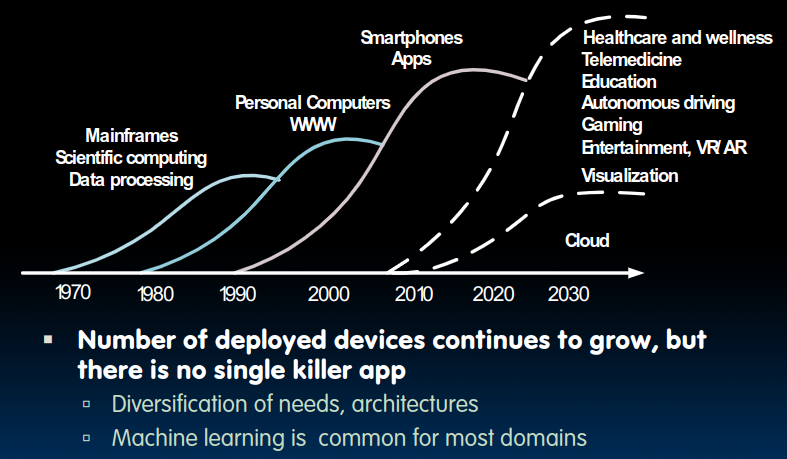 Smartphones
Apps
Personal Computers
WWW
Mainframes
Scientific computing
Data processing
Healthcare and wellness
Telemedicine
Education
Autonomous driving
Gaming
Entertainment, VR/AR
Visualization
Cloud
1970 1980 1990 2000 2010 2020 2030
Number of deployed devices continues to grow, but
there is no single killer app
Diversification of needs, architectures
Machine learning is common for most domains